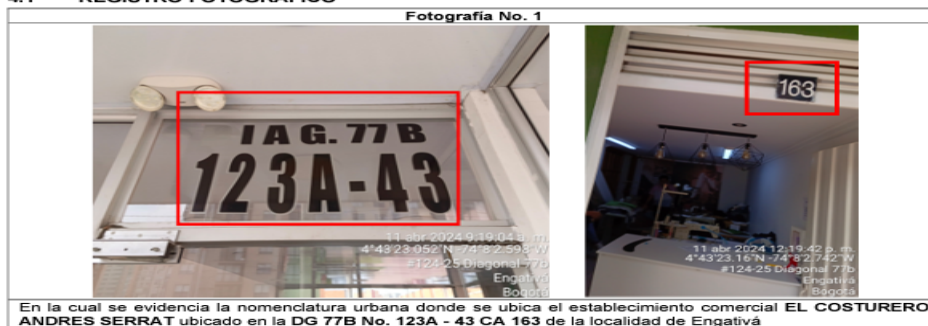 4.1 REGISTRO FOTOGRÁFICO
Fotografía No. 1
IAG. 77 B
123A-43
11 abr 2024 9:19:04 a. m.
4°43'23.052"N -74°8'2.598"W
#124-25 Diagonal 77b
Engativá
Bogotá
163
11 abr 2024 12:19:42 p. m.
4°43'23.16"N -74°8'2.742"W
#124-25 Diagonal 77b
Engativá
Bogotá
En la cual se evidencia la nomenclatura urbana donde se ubica el establecimiento comercial EL COSTURERO
ANDRES SERRAT ubicado en la DG 77B No. 123A - 43 CA 163 de la localidad de Engativá